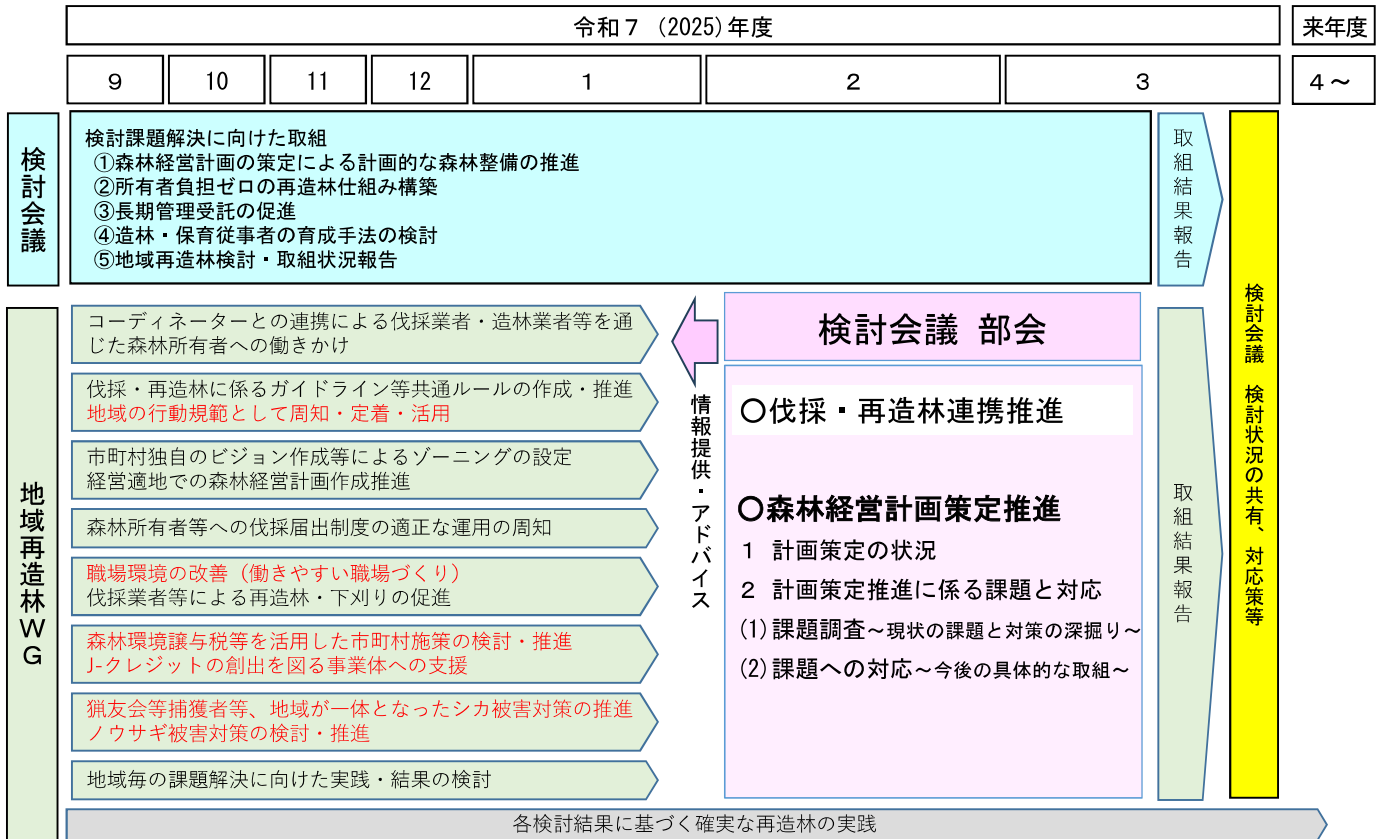 令和７ (2025)年度
来年度
９
10
11
12
１
２
３
４～
検討会議
検討課題解決に向けた取組
①森林経営計画の策定による計画的な森林整備の推進
②所有者負担ゼロの再造林仕組み構築
③長期管理受託の促進
④造林・保育従事者の育成手法の検討
⑤地域再造林検討・取組状況報告
取組結果報告
検討会議　検討状況の共有、対応策等
地域再造林ＷＧ
コーディネーターとの連携による伐採業者・造林業者等を通
じた森林所有者への働きかけ
伐採・再造林に係るガイドライン等共通ルールの作成・推進
地域の行動規範として周知・定着・活用
市町村独自のビジョン作成等によるゾーニングの設定
経営適地での森林経営計画作成推進
森林所有者等への伐採届出制度の適正な運用の周知
職場環境の改善（働きやすい職場づくり）
伐採業者等による再造林・下刈りの促進
森林環境譲与税等を活用した市町村施策の検討・推進
J-クレジットの創出を図る事業体への支援
猟友会等捕獲者等、地域が一体となったシカ被害対策の推進
ノウサギ被害対策の検討・推進
地域毎の課題解決に向けた実践・結果の検討
情報提供・アドバイス
検討会議 部会
〇伐採・再造林連携推進
〇森林経営計画策定推進
１ 計画策定の状況
２ 計画策定推進に係る課題と対応
(1)課題調査～現状の課題と対策の深掘り～
(2)課題への対応～今後の具体的な取組～
取組結果報告
各検討結果に基づく確実な再造林の実践